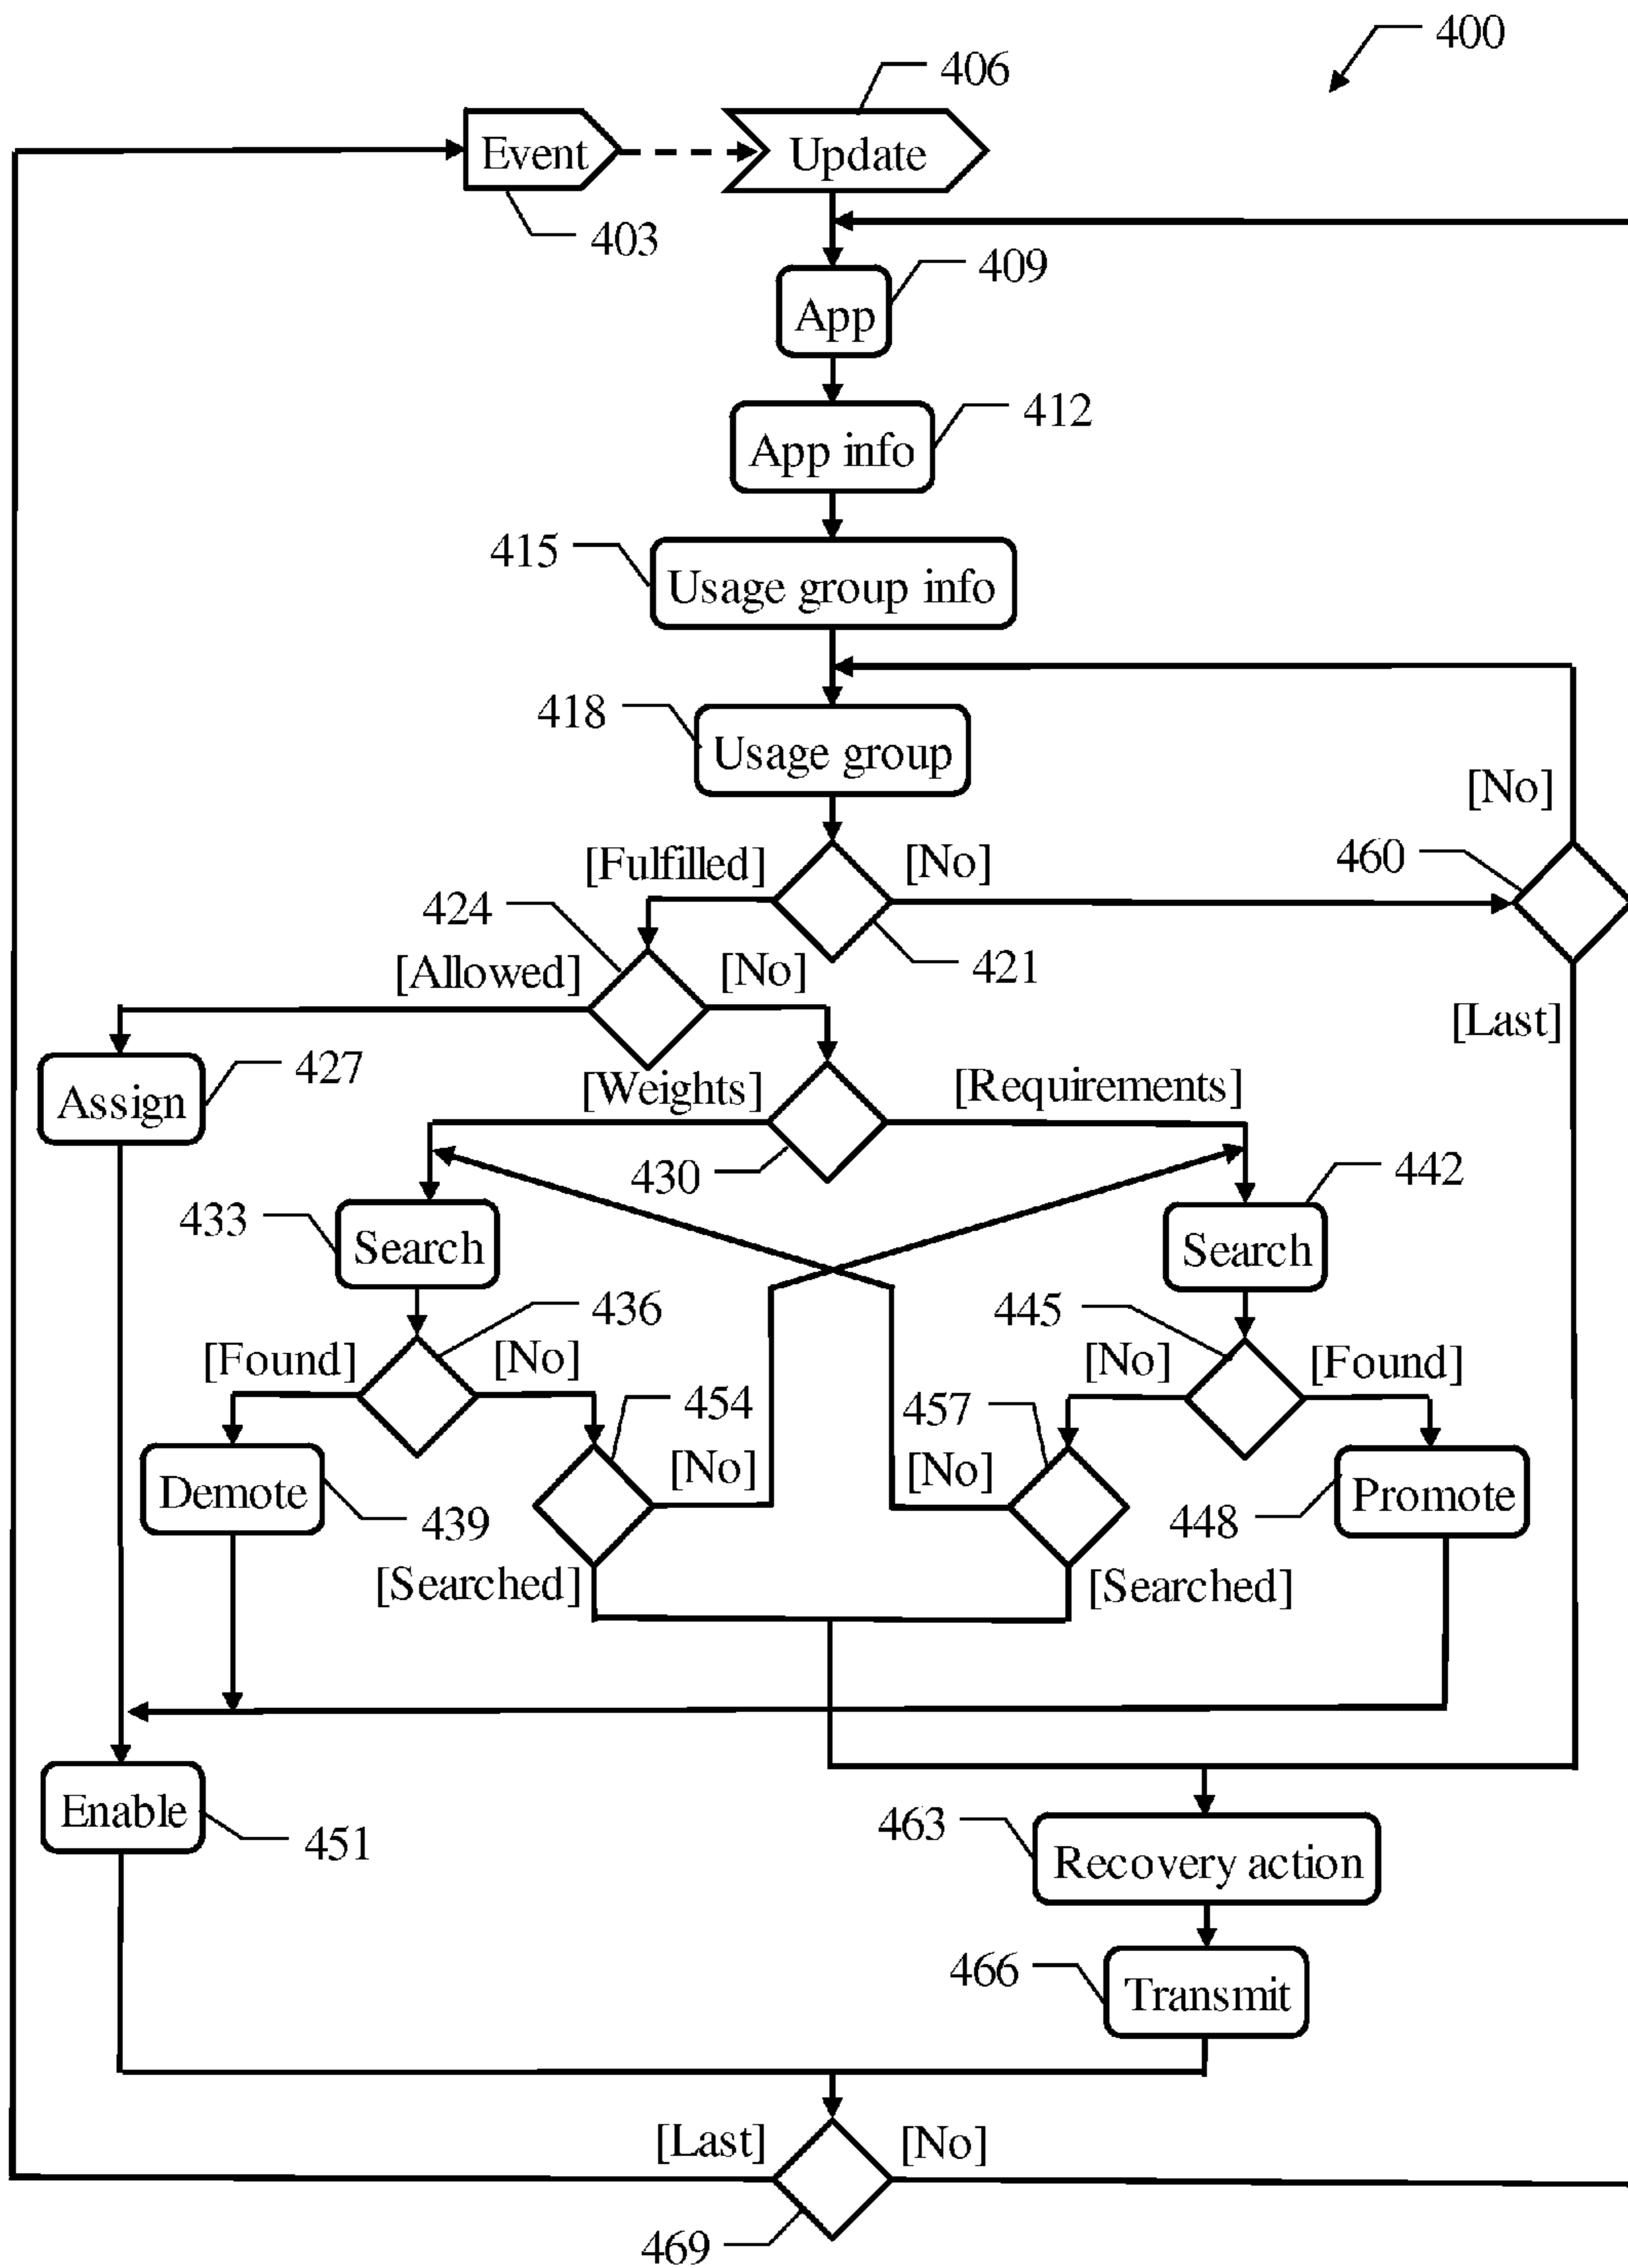 400
406
Event
Update
403
409
App
412
App info
415
Usage group info
418
Usage group
[No]
[Fulfilled]
[No]
460
424
[Allowed]
[No]
421
[Last]
427
Assign
[Weights]
[Requirements]
430
442
433
Search
Search
436
445
[Found]
[No]
[No]
[Found]
454
457
Demote
[No]
[No]
Promote
439
448
[Searched]
[Searched]
Enable
451
463
Recovery action
466
Transmit
[Last]
[No]
469